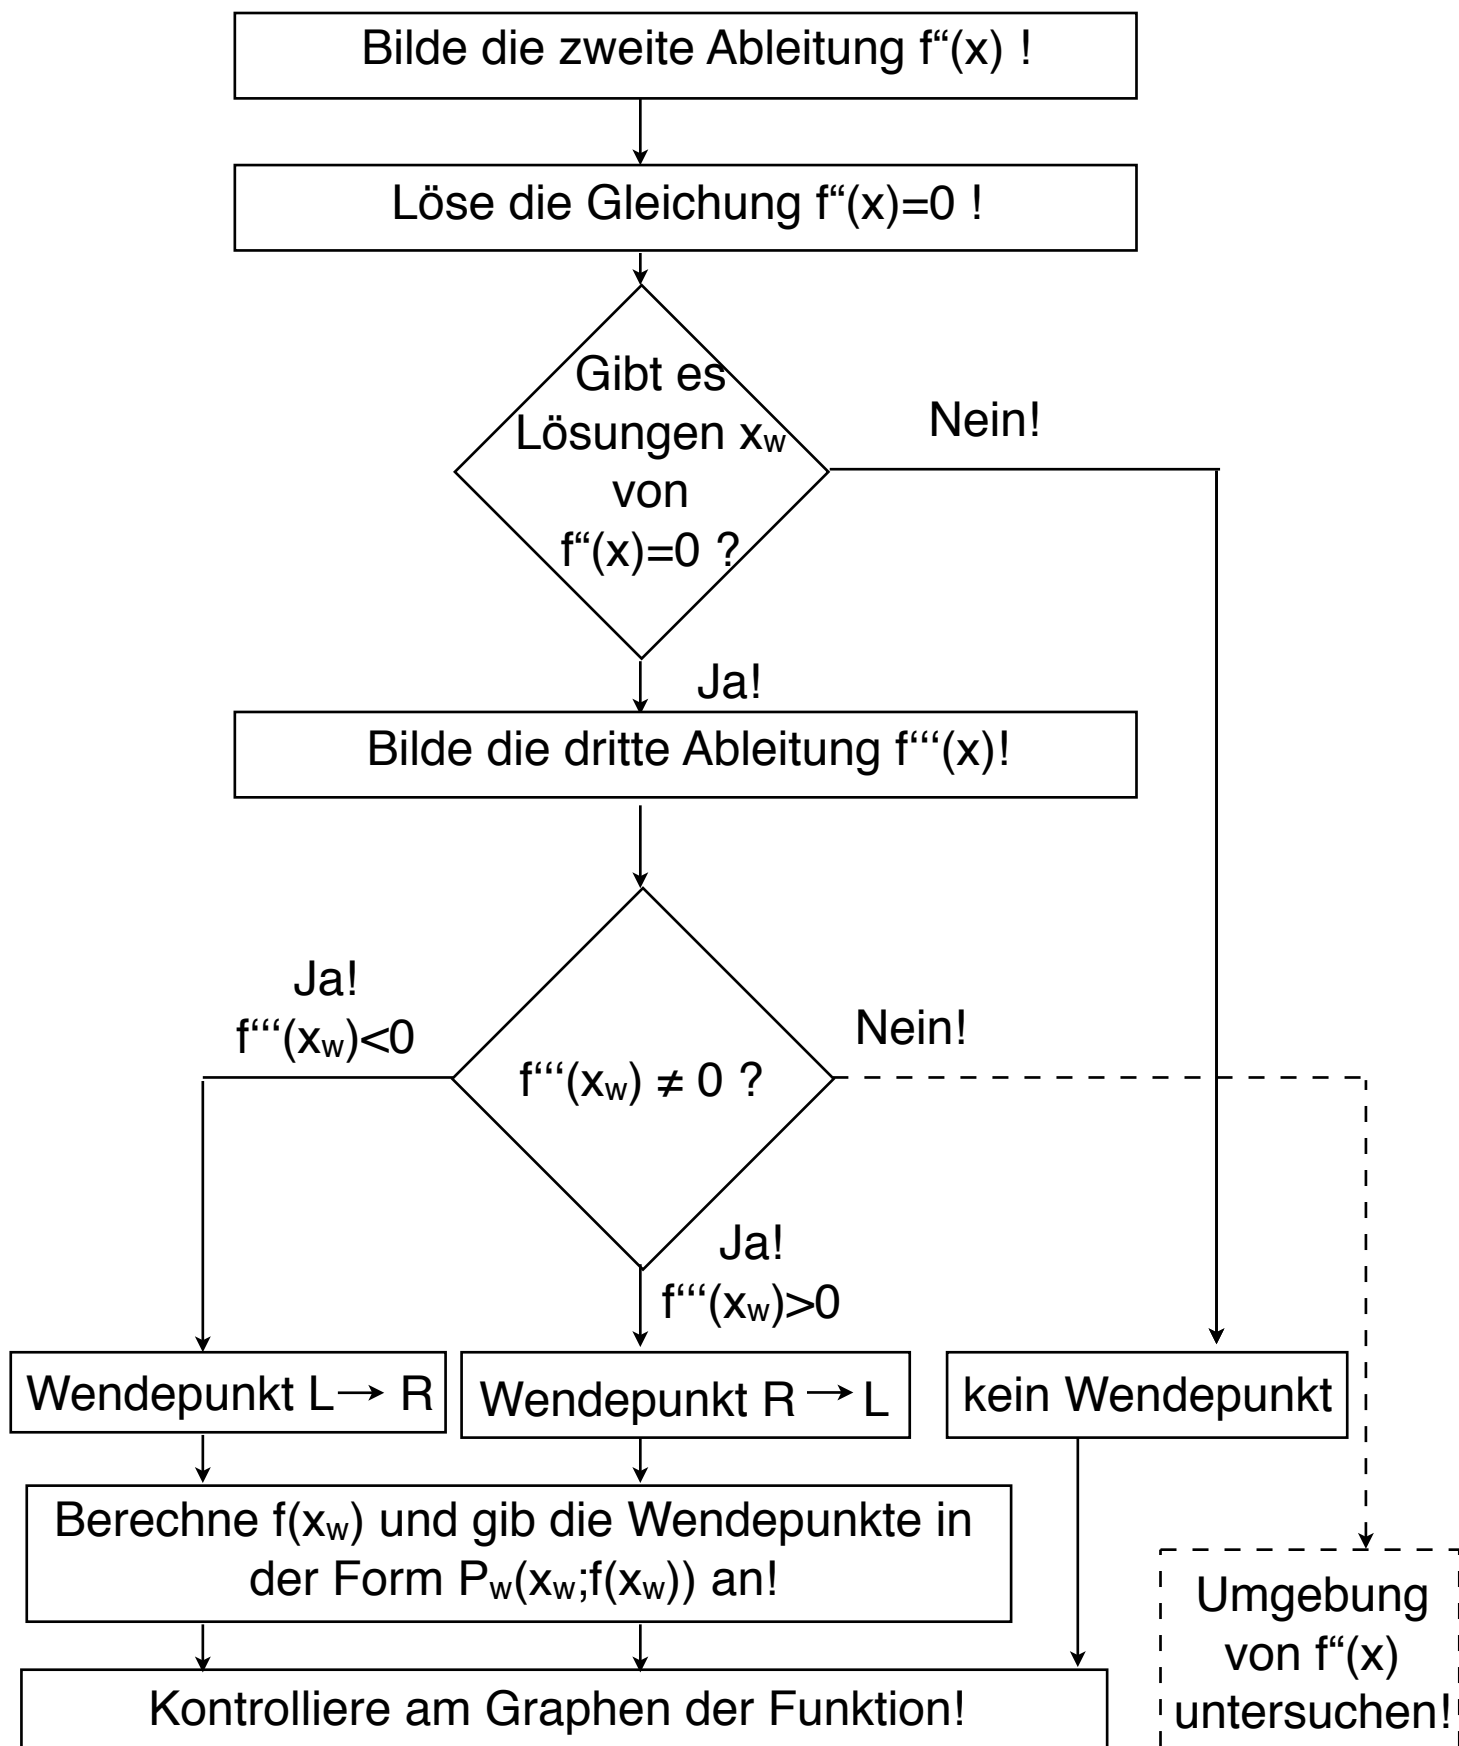 Bilde die zweite Ableitung f“(x) !
Löse die Gleichung f“(x)=0 !
Gibt es
Lösungen xw
von
f“(x)=0 ?
Nein!
Ja!
Bilde die dritte Ableitung f“‘(x)!
Ja!
f“‘(xw)<0
f“‘(xw) ≠ 0 ?
Nein!
Ja!
f“‘(xw)>0
Wendepunkt L→ R
Wendepunkt R → L
kein Wendepunkt
Berechne f(xw) und gib die Wendepunkte in
der Form Pw(xw;f(xw)) an!
Kontrolliere am Graphen der Funktion!
Umgebung
von f“(x)
untersuchen!